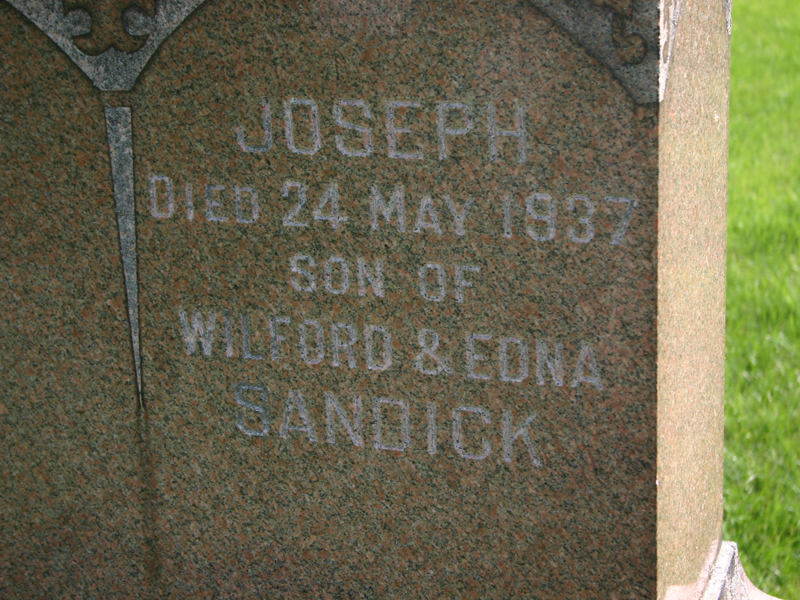 JOSEPH
DIED 24 MAY 1937
SON OF
WILFORD & EDNA
SANDICK